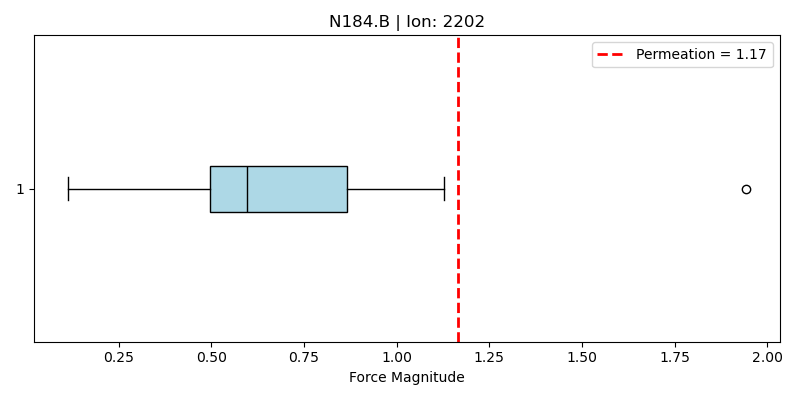 N184.B | Ion: 2202
Permeation = 1.17
1
0.25 0.50 0.75 1.00 1.25 1.50 1.75 2.00
Force Magnitude